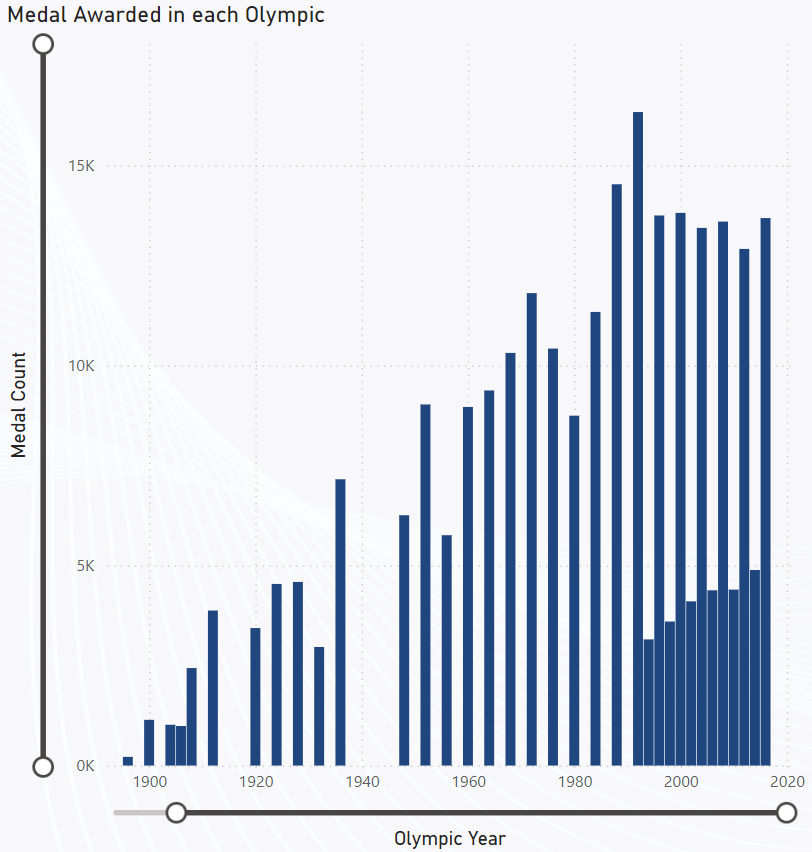 Medal Awarded in each Olympic
15K
10K
5K
0K
Medal Count
1900 1920 1940 1960 1980 2000 2020
Olympic Year